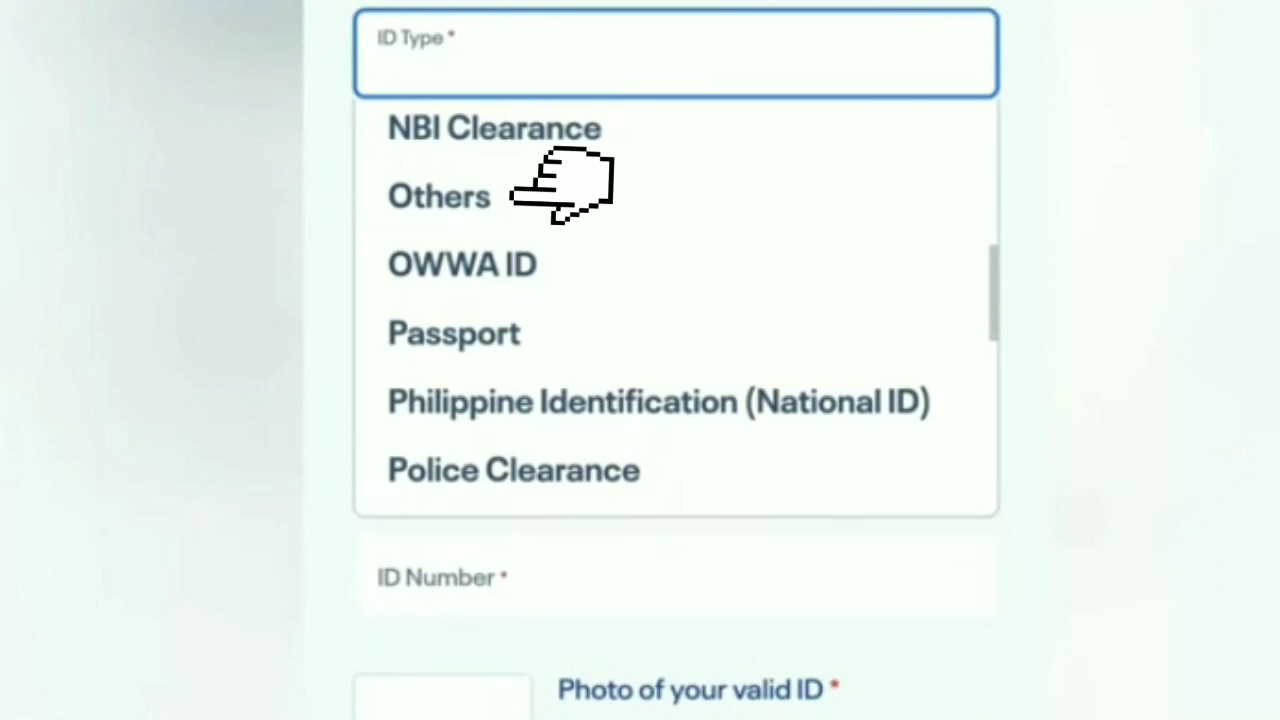 ID Type *
NBI Clearance
Others
OWWA ID
Passport
Philippine Identification (National ID)
Police Clearance
ID Number *
Photo of your valid ID *